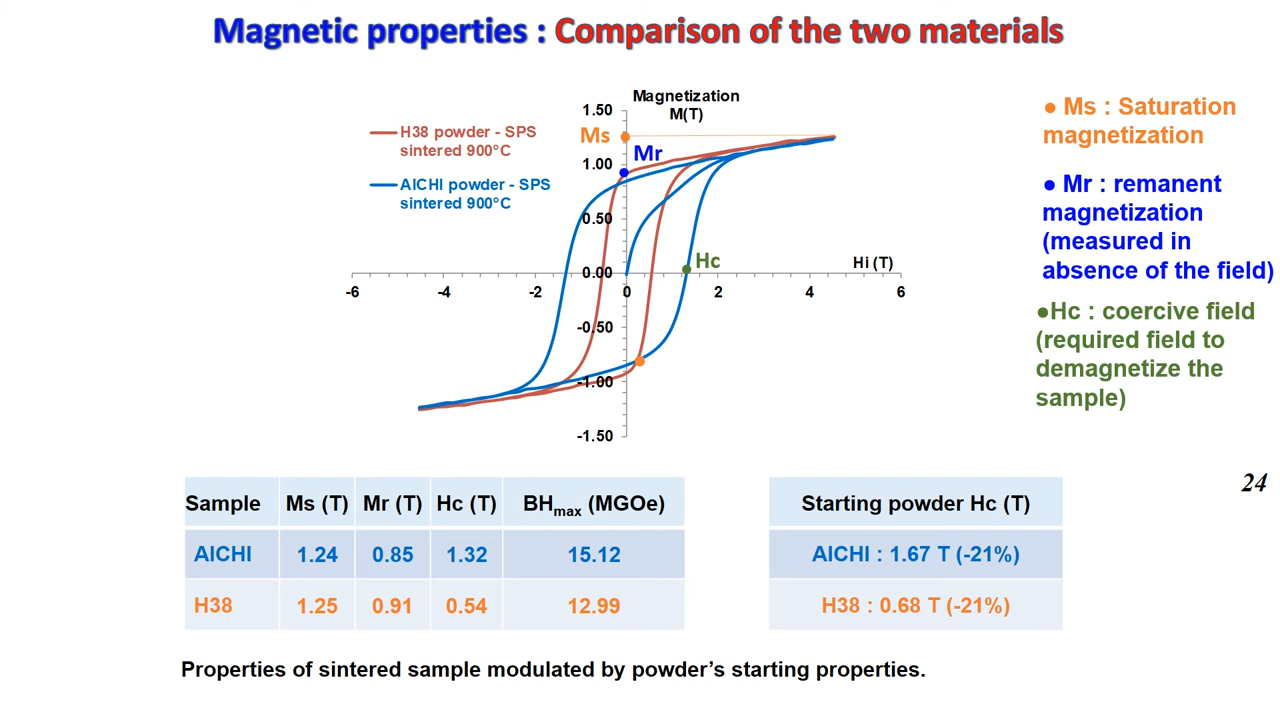 Magnetic properties : Comparison of the two materials
Magnetization
M(T)
H38 powder - SPS
sintered 900°C
AICHI powder - SPS
sintered 900°C
1.50
1.00
0.50
0.00
-0.50
-1.00
-1.50
-6
-4
-2
0
2
4
6
Hi (T)
Ms
Mr
Hc
● Ms : Saturation
magnetization
● Mr : remanent
magnetization
(measured in
absence of the field)
●Hc : coercive field
(required field to
demagnetize the
sample)
24
Sample Ms (T) Mr (T) Hc (T) BHmax (MGOe)
AICHI 1.24 0.85 1.32 15.12
H38 1.25 0.91 0.54 12.99
Starting powder Hc (T)
AICHI : 1.67 T (-21%)
H38 : 0.68 T (-21%)
Properties of sintered sample modulated by powder’s starting properties.